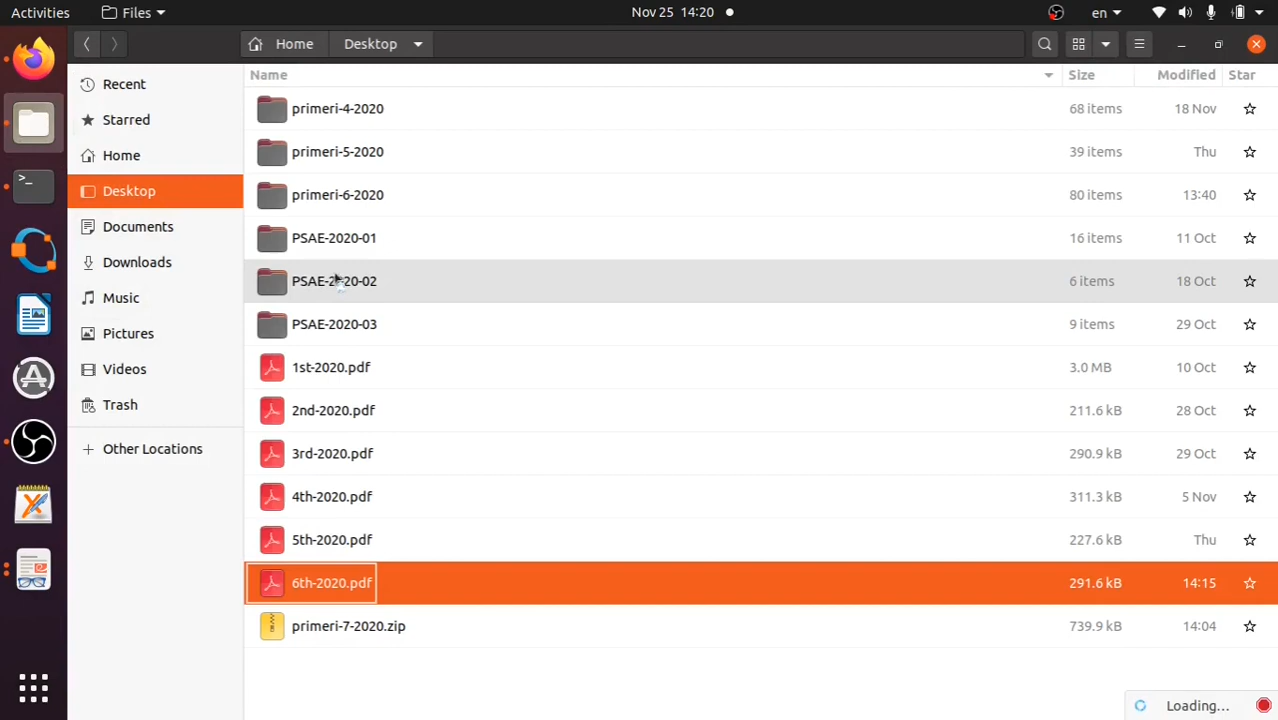 Activities Files Nov 25 14:20 en
Home Desktop
Recent
Starred
Home
Desktop
Documents
Downloads
Music
Pictures
Videos
Trash
Other Locations
Name Size Modified Star
primeri-4-2020 68 items 18 Nov
primeri-5-2020 39 items Thu
primeri-6-2020 80 items 13:40
PSAE-2020-01 16 items 11 Oct
PSAE-2020-02 6 items 18 Oct
PSAE-2020-03 9 items 29 Oct
1st-2020.pdf 3.0 MB 10 Oct
2nd-2020.pdf 211.6 kB 28 Oct
3rd-2020.pdf 290.9 kB 29 Oct
4th-2020.pdf 311.3 kB 5 Nov
5th-2020.pdf 227.6 kB Thu
6th-2020.pdf 291.6 kB 14:15
primeri-7-2020.zip 739.9 kB 14:04
Loading...